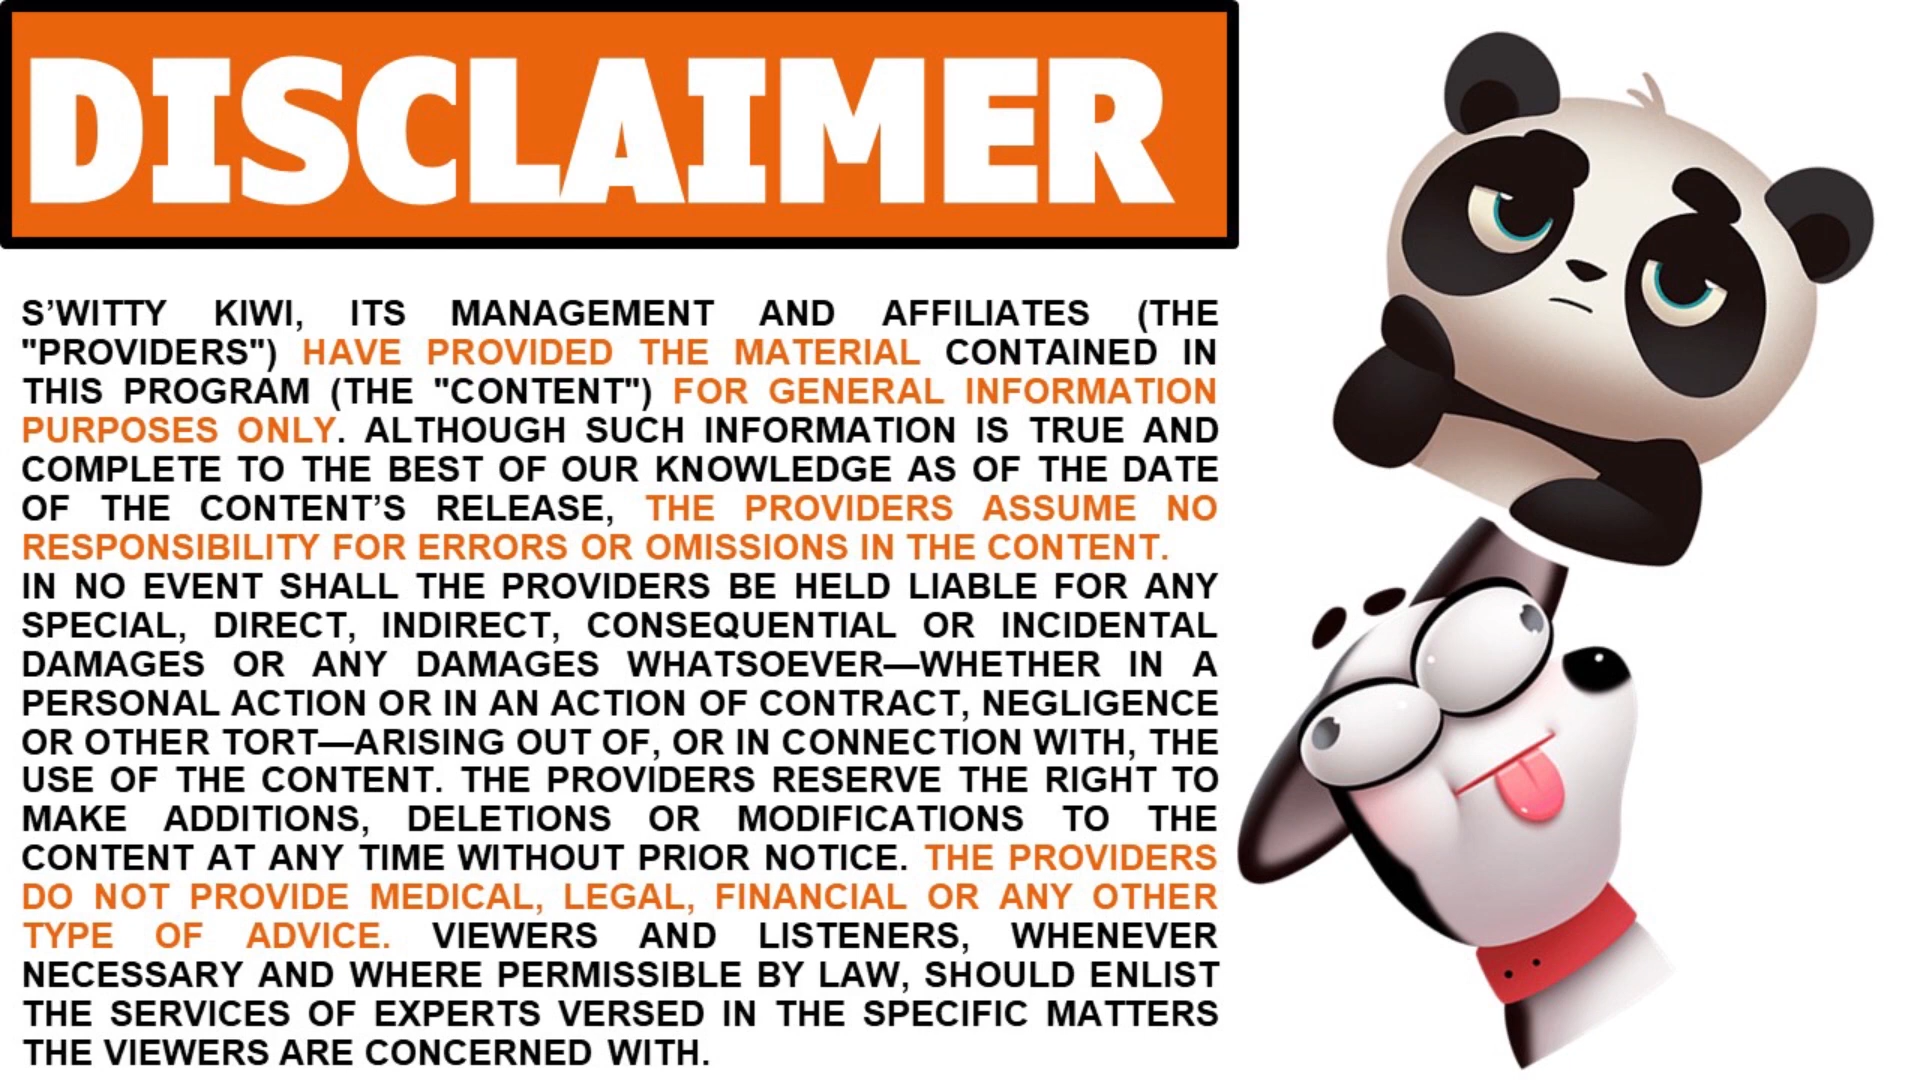 DISCLAIMER
S’WITTY KIWI, ITS MANAGEMENT AND AFFILIATES (THE
"PROVIDERS") HAVE PROVIDED THE MATERIAL CONTAINED IN
THIS PROGRAM (THE "CONTENT") FOR GENERAL INFORMATION
PURPOSES ONLY. ALTHOUGH SUCH INFORMATION IS TRUE AND
COMPLETE TO THE BEST OF OUR KNOWLEDGE AS OF THE DATE
OF THE CONTENT’S RELEASE, THE PROVIDERS ASSUME NO
RESPONSIBILITY FOR ERRORS OR OMISSIONS IN THE CONTENT.
IN NO EVENT SHALL THE PROVIDERS BE HELD LIABLE FOR ANY
SPECIAL, DIRECT, INDIRECT, CONSEQUENTIAL OR INCIDENTAL
DAMAGES OR ANY DAMAGES WHATSOEVER—WHETHER IN A
PERSONAL ACTION OR IN AN ACTION OF CONTRACT, NEGLIGENCE
OR OTHER TORT—ARISING OUT OF, OR IN CONNECTION WITH, THE
USE OF THE CONTENT. THE PROVIDERS RESERVE THE RIGHT TO
MAKE ADDITIONS, DELETIONS OR MODIFICATIONS TO THE
CONTENT AT ANY TIME WITHOUT PRIOR NOTICE. THE PROVIDERS
DO NOT PROVIDE MEDICAL, LEGAL, FINANCIAL OR ANY OTHER
TYPE OF ADVICE. VIEWERS AND LISTENERS, WHENEVER
NECESSARY AND WHERE PERMISSIBLE BY LAW, SHOULD ENLIST
THE SERVICES OF EXPERTS VERSED IN THE SPECIFIC MATTERS
THE VIEWERS ARE CONCERNED WITH.